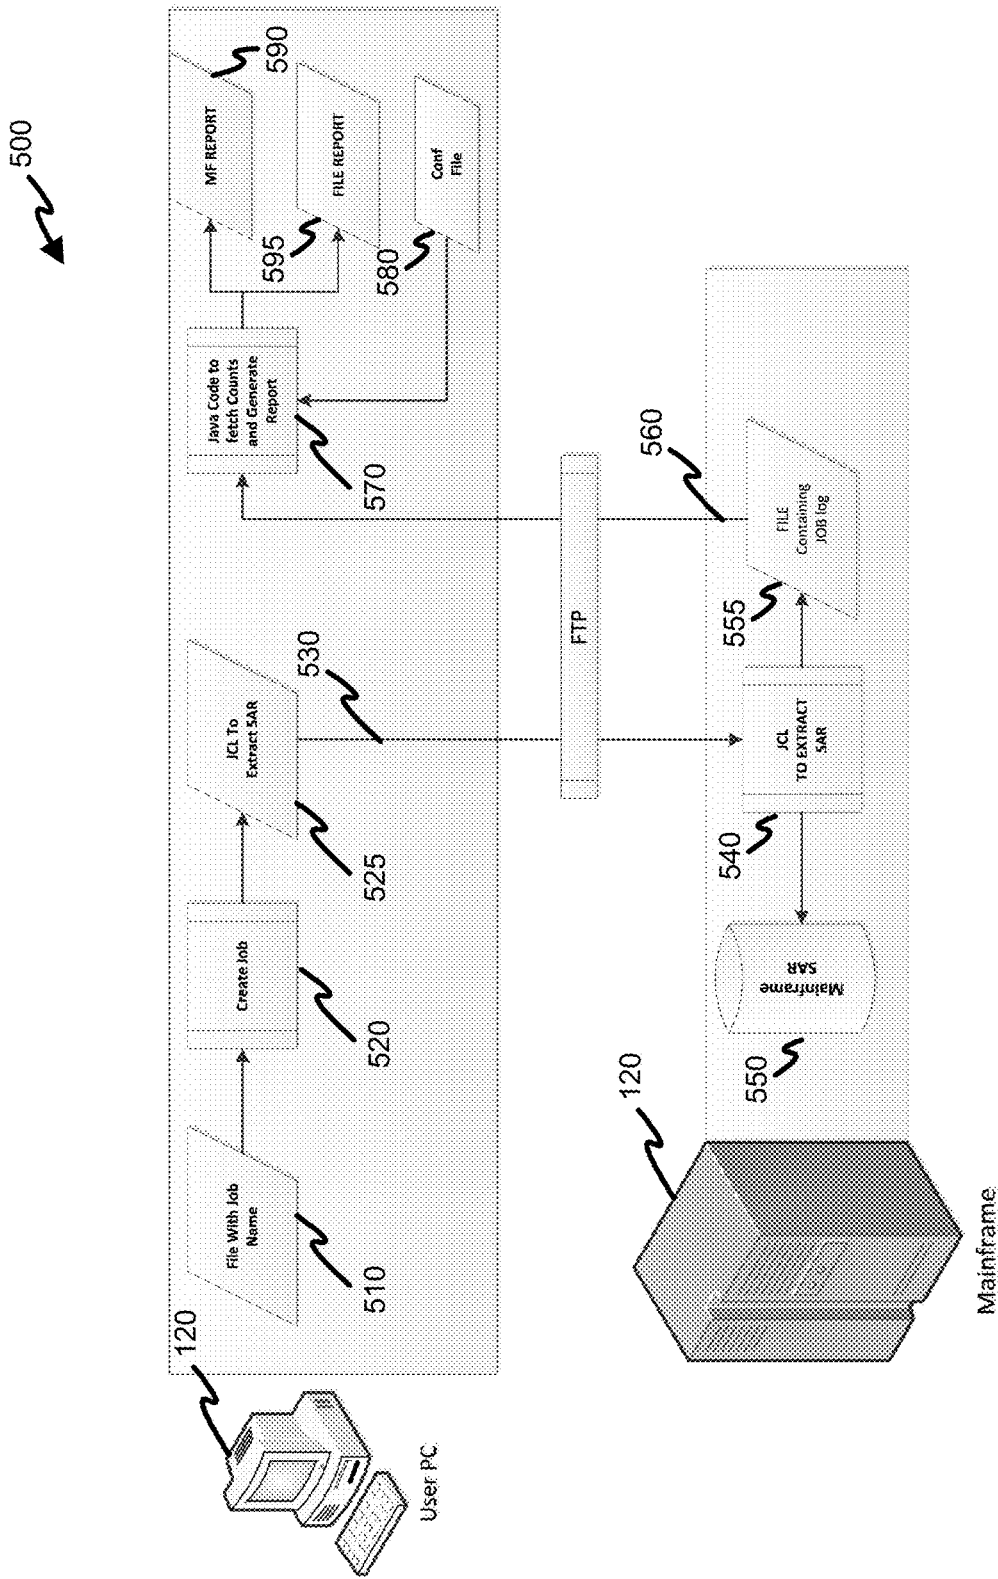 500
120
User PC
File With Job
Name
510
Create Job
520
JCL To
Extract SAR
525
530
Java Code to
fetch Counts
and Generate
Report
570
MF REPORT
590
FILE REPORT
595
Conf
File
580
FTP
120
Mainframe
Mainframe
SAR
550
JCL
TO EXTRACT
SAR
540
FILE
Containing
JOB log
555
560